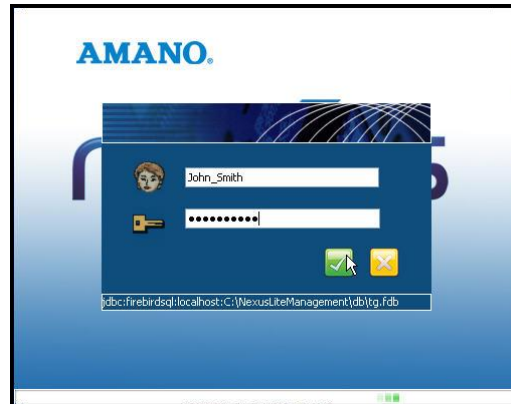 AMANO®
John_Smith
●●●●●●●●●●
jdbc:firebirdsql:localhost:C:\NexusLiteManagement\db\tg.fdb